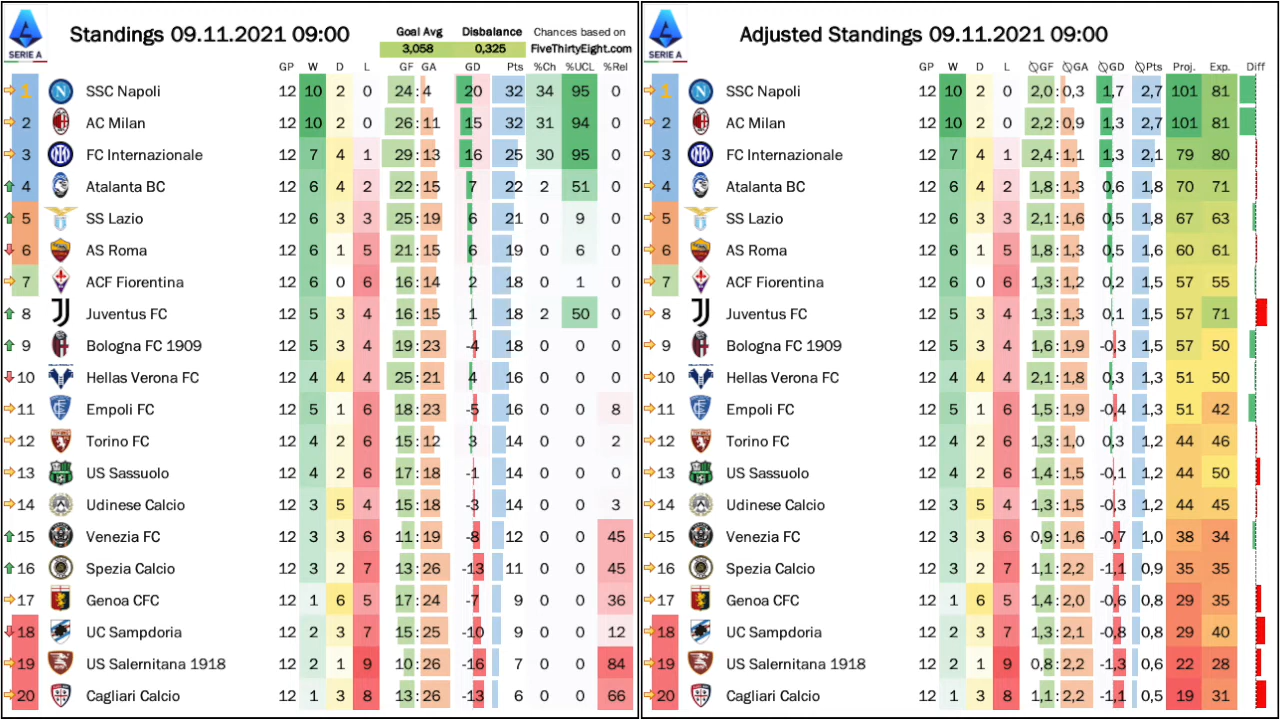 Standings 09.11.2021 09:00 Goal Avg Disbalance Chances based on
3,058 0,325 FiveThirtyEight.com
SERIE A
GP W D L GF GA GD Pts %Ch %UCL %Rel
1 SSC Napoli 12 10 2 0 24 : 4 20 32 34 95 0
2 AC Milan 12 10 2 0 26 : 11 15 32 31 94 0
3 FC Internazionale 12 7 4 1 29 : 13 16 25 30 95 0
4 Atalanta BC 12 6 4 2 22 : 15 7 22 2 51 0
5 SS Lazio 12 6 3 3 25 : 19 6 21 0 9 0
6 AS Roma 12 6 1 5 21 : 15 6 19 0 6 0
7 ACF Fiorentina 12 6 0 6 16 : 14 2 18 0 1 0
8 Juventus FC 12 5 3 4 16 : 15 1 18 2 50 0
9 Bologna FC 1909 12 5 3 4 19 : 23 -4 18 0 0 0
10 Hellas Verona FC 12 4 4 4 25 : 21 4 16 0 0 0
11 Empoli FC 12 5 1 6 18 : 23 -5 16 0 0 8
12 Torino FC 12 4 2 6 15 : 12 3 14 0 0 2
13 US Sassuolo 12 4 2 6 17 : 18 -1 14 0 0 0
14 Udinese Calcio 12 3 5 4 15 : 18 -3 14 0 0 3
15 Venezia FC 12 3 3 6 11 : 19 -8 12 0 0 45
16 Spezia Calcio 12 3 2 7 13 : 26 -13 11 0 0 45
17 Genoa CFC 12 1 6 5 17 : 24 -7 9 0 0 36
18 UC Sampdoria 12 2 3 7 15 : 25 -10 9 0 0 12
19 US Salernitana 1918 12 2 1 9 10 : 26 -16 7 0 0 84
20 Cagliari Calcio 12 1 3 8 13 : 26 -13 6 0 0 66
Adjusted Standings 09.11.2021 09:00
SERIE A
GP W D L ∅GF ∅GA ∅GD ∅Pts Proj. Exp. Diff
1 SSC Napoli 12 10 2 0 2,0 : 0,3 1,7 2,7 101 81
2 AC Milan 12 10 2 0 2,2 : 0,9 1,3 2,7 101 81
3 FC Internazionale 12 7 4 1 2,4 : 1,1 1,3 2,1 79 80
4 Atalanta BC 12 6 4 2 1,8 : 1,3 0,6 1,8 70 71
5 SS Lazio 12 6 3 3 2,1 : 1,6 0,5 1,8 67 63
6 AS Roma 12 6 1 5 1,8 : 1,3 0,5 1,6 60 61
7 ACF Fiorentina 12 6 0 6 1,3 : 1,2 0,2 1,5 57 55
8 Juventus FC 12 5 3 4 1,3 : 1,3 0,1 1,5 57 71
9 Bologna FC 1909 12 5 3 4 1,6 : 1,9 -0,3 1,5 57 50
10 Hellas Verona FC 12 4 4 4 2,1 : 1,8 0,3 1,3 51 50
11 Empoli FC 12 5 1 6 1,5 : 1,9 -0,4 1,3 51 42
12 Torino FC 12 4 2 6 1,3 : 1,0 0,3 1,2 44 46
13 US Sassuolo 12 4 2 6 1,4 : 1,5 -0,1 1,2 44 50
14 Udinese Calcio 12 3 5 4 1,3 : 1,5 -0,3 1,2 44 45
15 Venezia FC 12 3 3 6 0,9 : 1,6 -0,7 1,0 38 34
16 Spezia Calcio 12 3 2 7 1,1 : 2,2 -1,1 0,9 35 35
17 Genoa CFC 12 1 6 5 1,4 : 2,0 -0,6 0,8 29 35
18 UC Sampdoria 12 2 3 7 1,3 : 2,1 -0,8 0,8 29 40
19 US Salernitana 1918 12 2 1 9 0,8 : 2,2 -1,3 0,6 22 28
20 Cagliari Calcio 12 1 3 8 1,1 : 2,2 -1,1 0,5 19 31